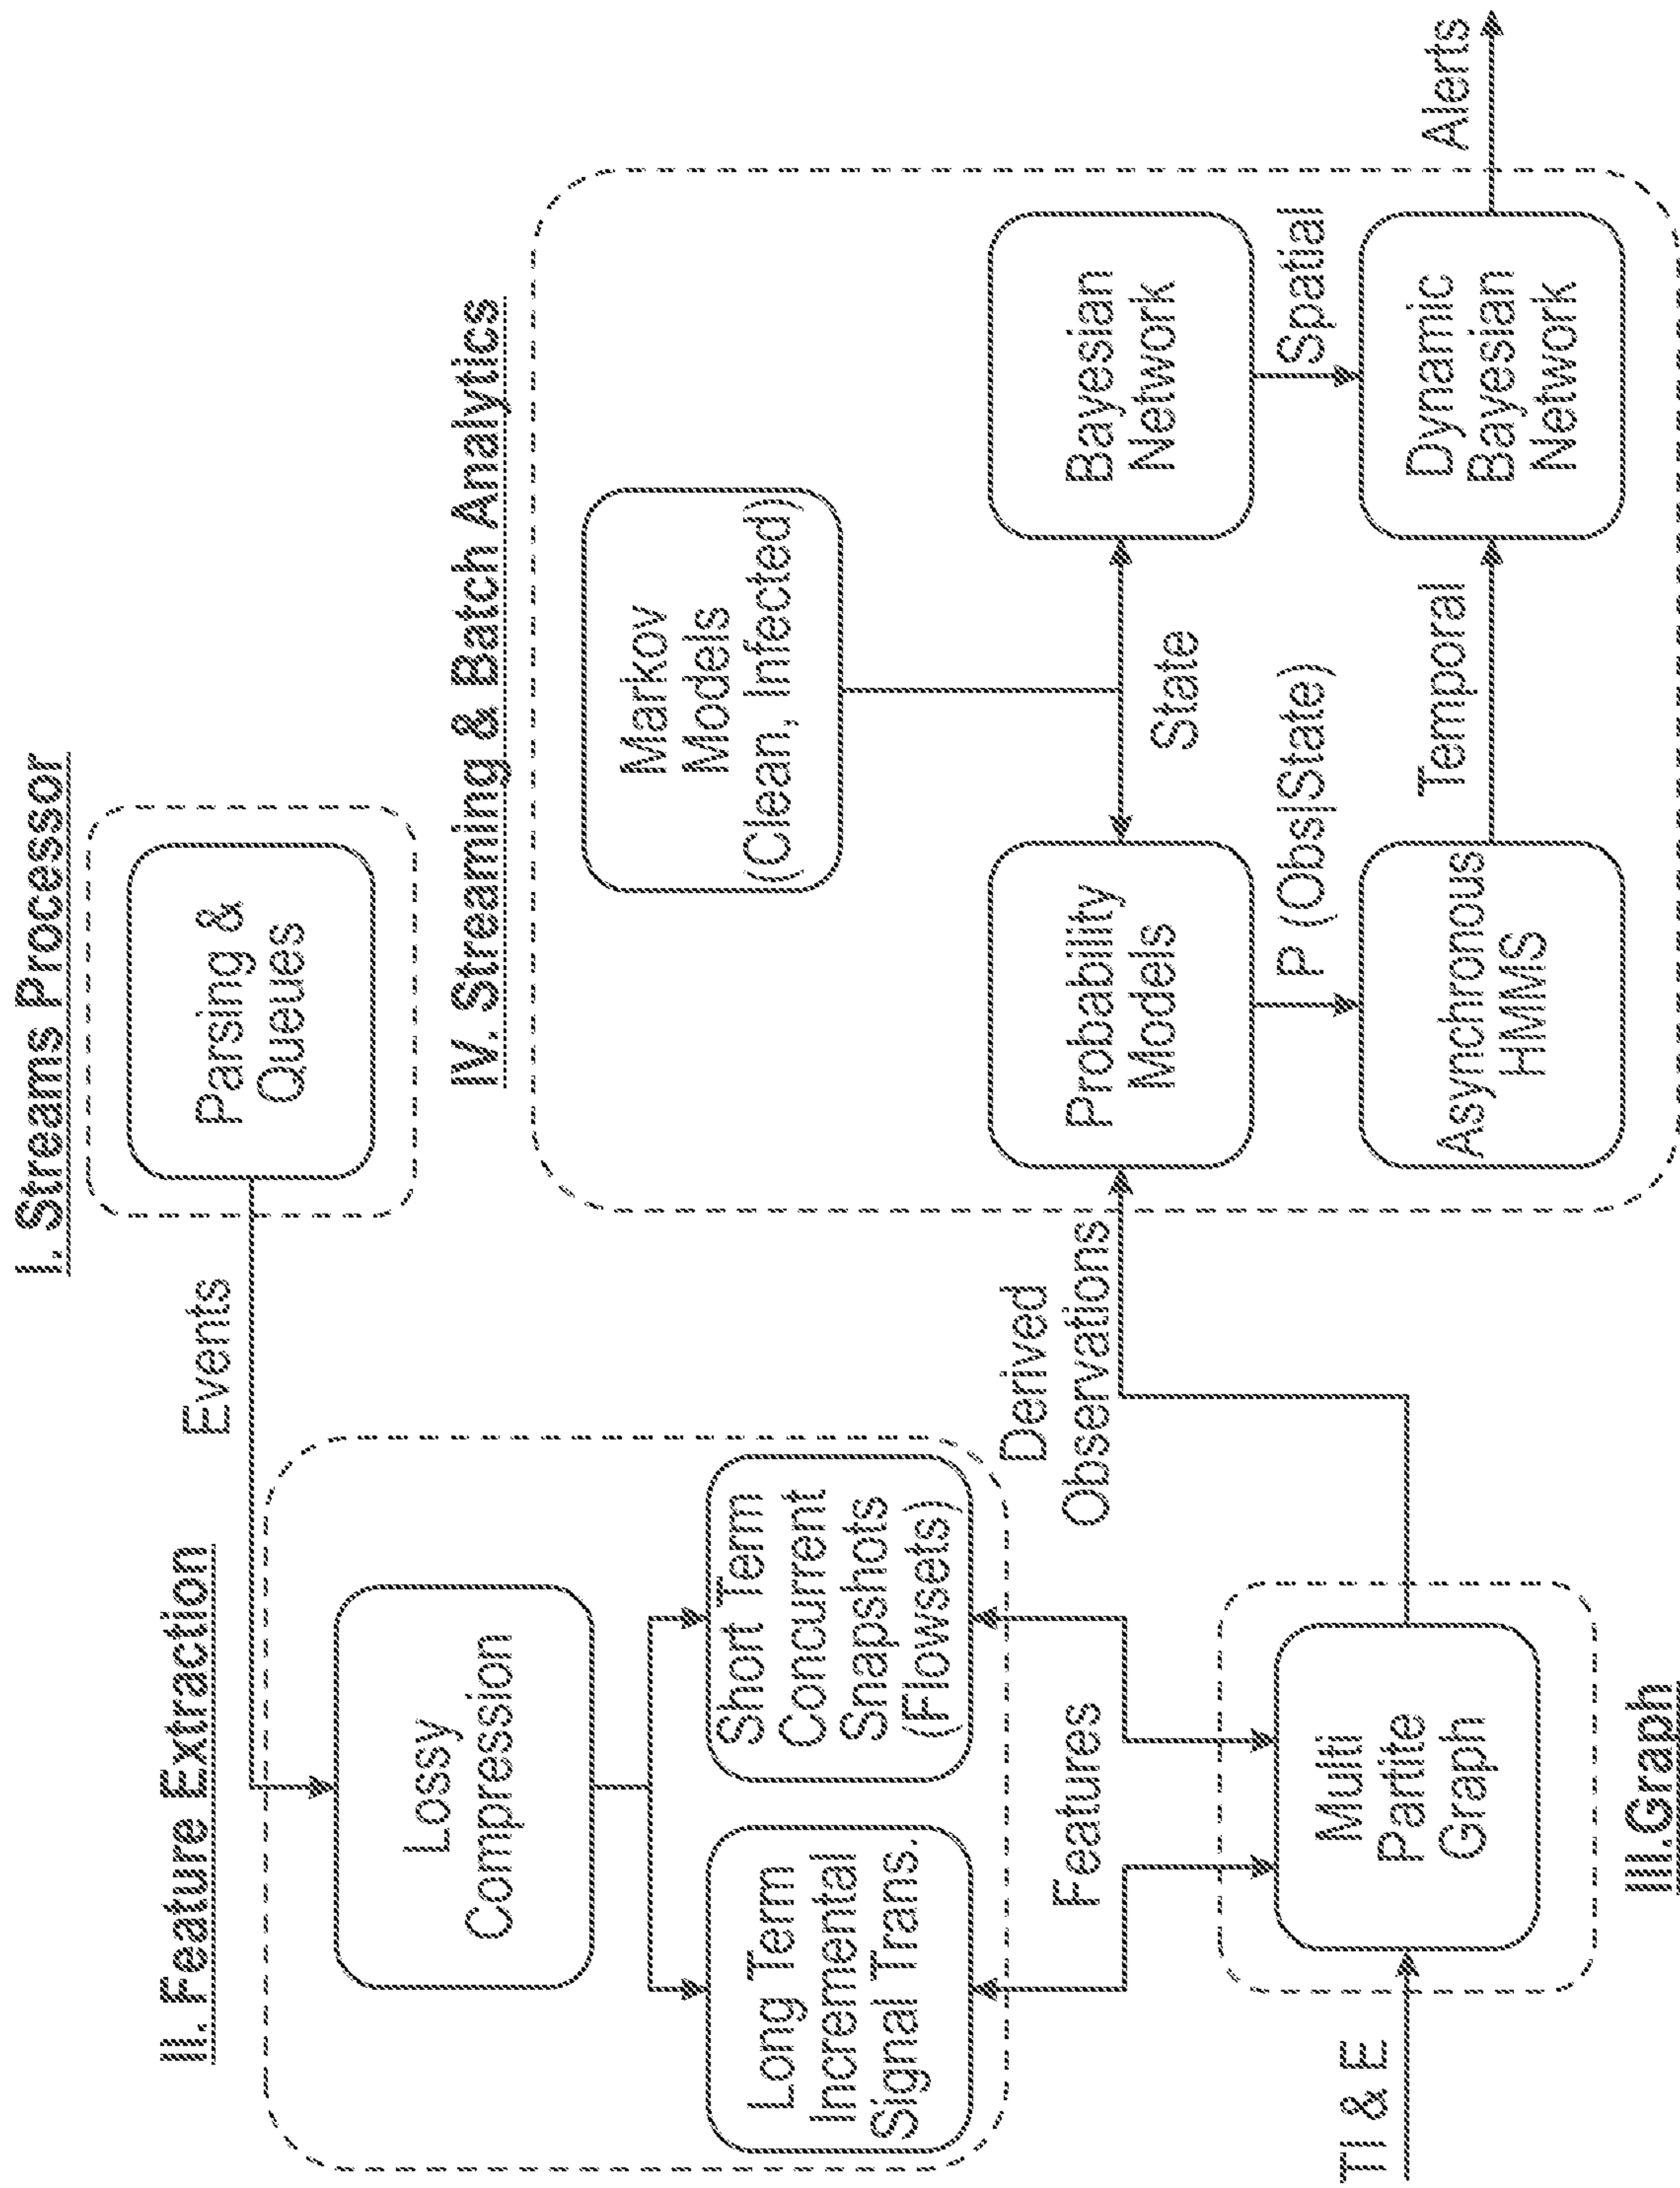 I. Streams Processor
Parsing &
Queues
Events
II. Feature Extraction
Lossy
Compression
Long Term
Incremental
Signal Trans.
Short Term
Concurrent
Snapshots
(Flowsets)
Features
TI & E
Multi
Partite
Graph
III.Graph
Derived
Observations
IV. Streaming & Batch Analytics
Markov
Models
(Clean, Infected)
Probability
Models
State
Bayesian
Network
P (Obs|State)
Spatial
Asynchronous
HMMS
Temporal
Dynamic
Bayesian
Network
Alerts